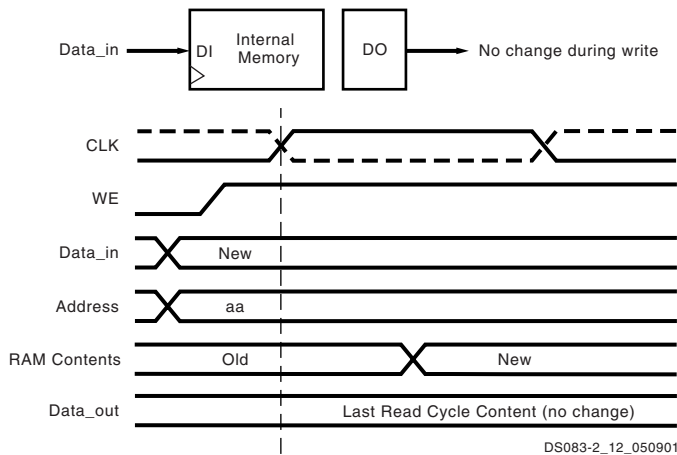 Data_in
DI
Internal
Memory
DO
No change during write
CLK
WE
Data_in
New
Address
aa
RAM Contents
Old
New
Data_out
Last Read Cycle Content (no change)
DS083-2_12_050901